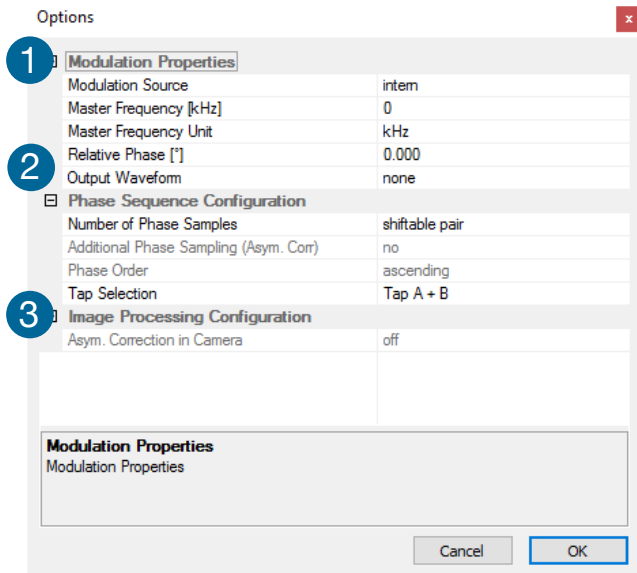 Options
x
1 Modulation Properties
Modulation Source intern
Master Frequency [kHz] 0
Master Frequency Unit kHz
Relative Phase [°] 0.000
2
Output Waveform none
Phase Sequence Configuration
Number of Phase Samples shiftable pair
Additional Phase Sampling (Asym. Corr) no
Phase Order ascending
Tap Selection Tap A + B
3 Image Processing Configuration
Asym. Correction in Camera off
Modulation Properties
Modulation Properties
Cancel OK